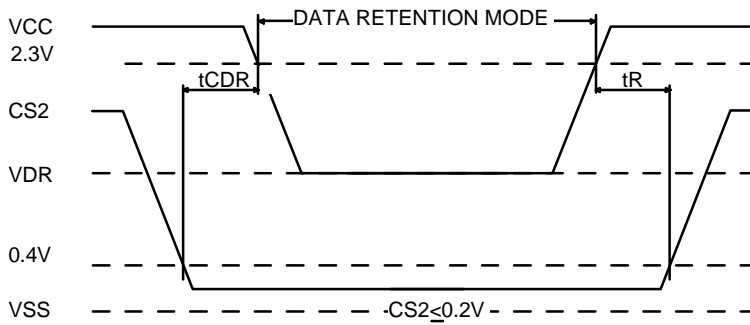 DATA RETENTION MODE
VCC
2.3V
tCDR
tR
CS2
VDR
0.4V
VSS
CS2≤0.2V